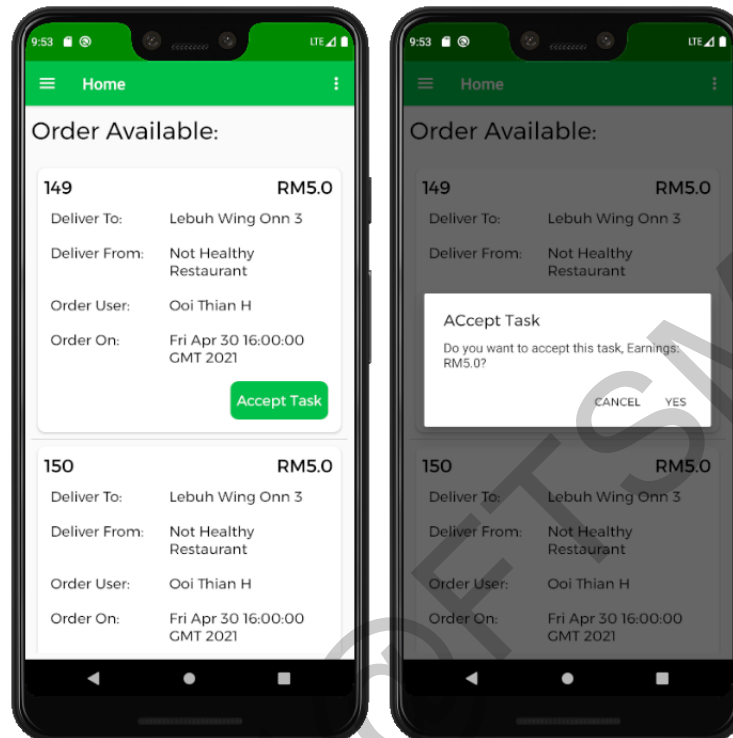 9:53 LTE
Home
Order Available:
149 RM5.0
Deliver To: Lebuh Wing Onn 3
Deliver From: Not Healthy
Restaurant
Order User: Ooi Thian H
Order On: Fri Apr 30 16:00:00
GMT 2021
Accept Task
150 RM5.0
Deliver To: Lebuh Wing Onn 3
Deliver From: Not Healthy
Restaurant
Order User: Ooi Thian H
Order On: Fri Apr 30 16:00:00
GMT 2021
9:53 LTE
Home
Order Available:
149 RM5.0
Deliver To: Lebuh Wing Onn 3
Deliver From: Not Healthy
Restaurant
ACcept Task
Do you want to accept this task, Earnings:
RM5.0?
CANCEL YES
150 RM5.0
Deliver To: Lebuh Wing Onn 3
Deliver From: Not Healthy
Restaurant
Order User: Ooi Thian H
Order On: Fri Apr 30 16:00:00
GMT 2021
@FTSM